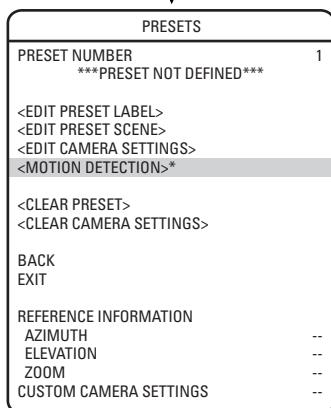 PRESETS
PRESET NUMBER 1
***PRESET NOT DEFINED***
<EDIT PRESET LABEL>
<EDIT PRESET SCENE>
<EDIT CAMERA SETTINGS>
<MOTION DETECTION>*
<CLEAR PRESET>
<CLEAR CAMERA SETTINGS>
BACK
EXIT
REFERENCE INFORMATION
AZIMUTH --
ELEVATION --
ZOOM --
CUSTOM CAMERA SETTINGS --